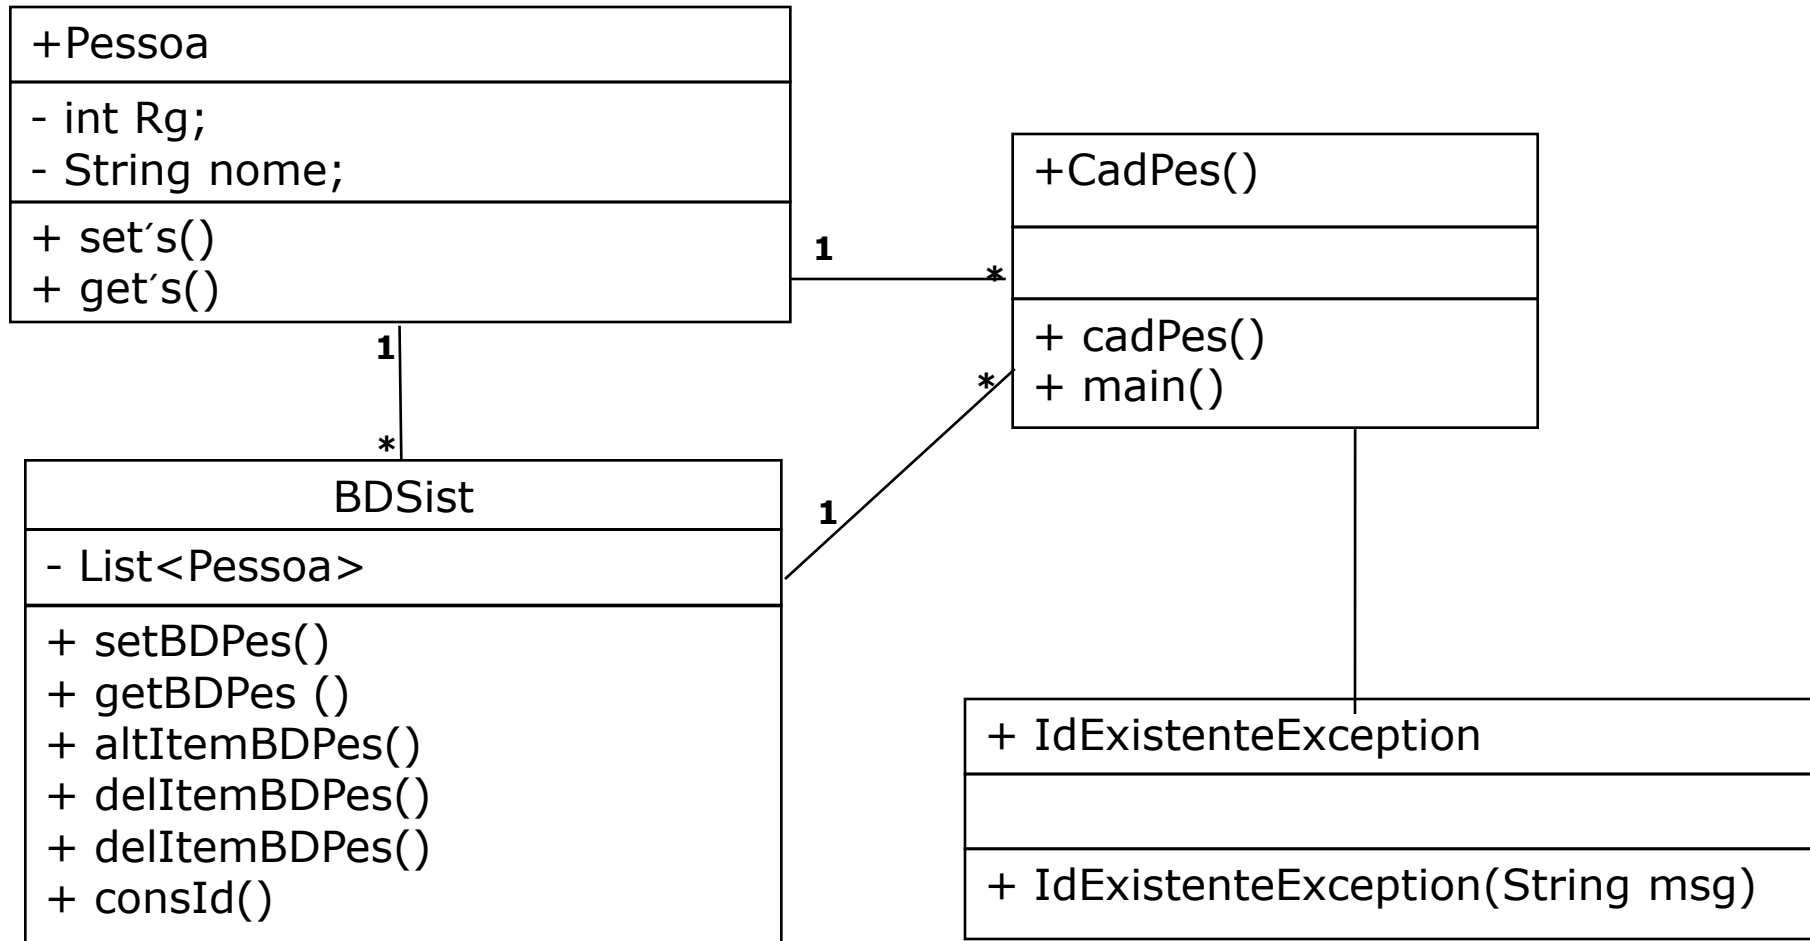 +Pessoa
- int Rg;
- String nome;
+ set′s()
+ get′s()
1
*
+CadPes()
+ cadPes()
+ main()
1
*
*
1
BDSist
- List<Pessoa>
+ setBDPes()
+ getBDPes ()
+ altItemBDPes()
+ delItemBDPes()
+ delItemBDPes()
+ consId()
+ IdExistenteException
+ IdExistenteException(String msg)